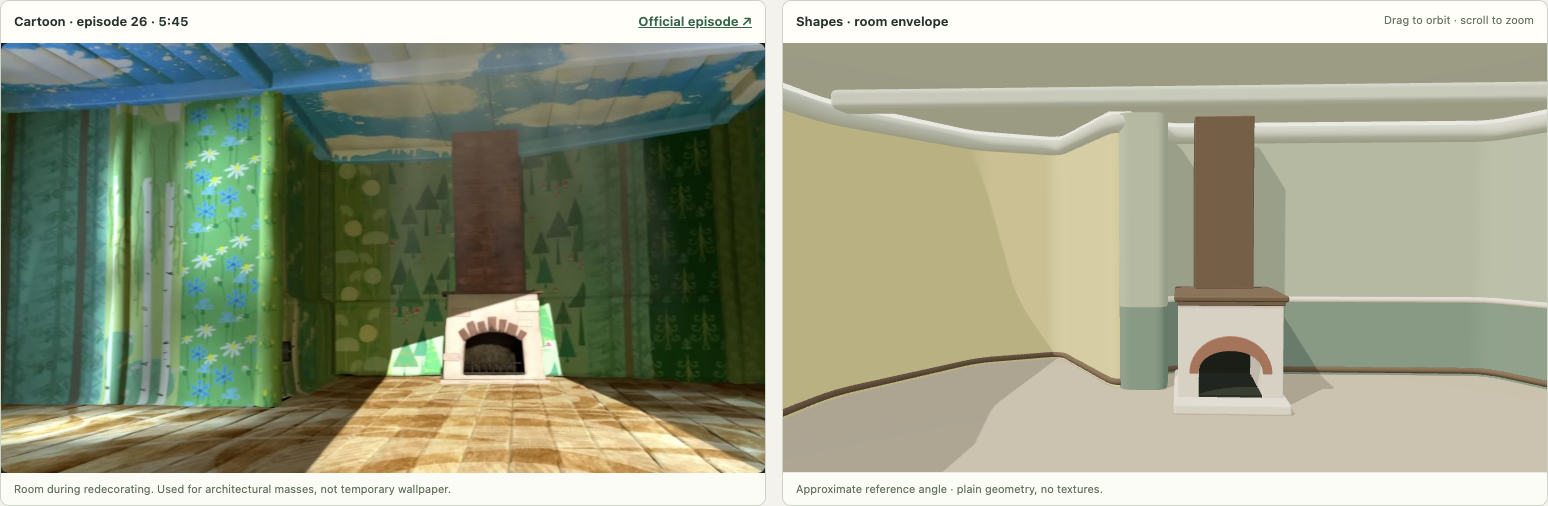 Cartoon · episode 26 · 5:45
Official episode ↗
Room during redecorating. Used for architectural masses, not temporary wallpaper.
Shapes · room envelope
Drag to orbit · scroll to zoom
Approximate reference angle · plain geometry, no textures.